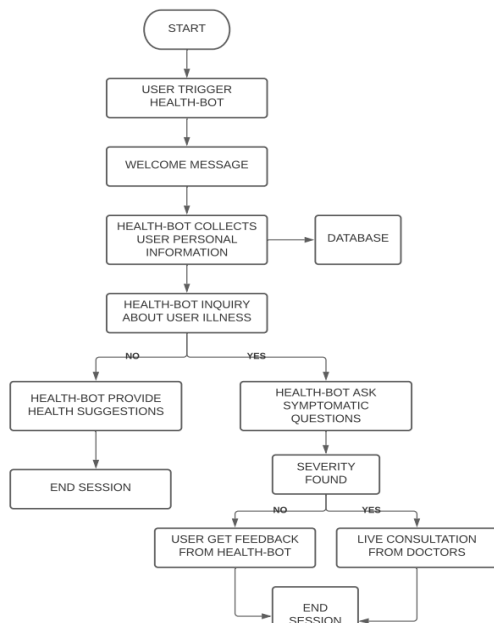 START
USER TRIGGER
HEALTH-BOT
WELCOME MESSAGE
HEALTH-BOT COLLECTS
USER PERSONAL
INFORMATION
DATABASE
HEALTH-BOT INQUIRY
ABOUT USER ILLNESS
NO
YES
HEALTH-BOT PROVIDE
HEALTH SUGGESTIONS
HEALTH-BOT ASK
SYMPTOMATIC
QUESTIONS
END SESSION
SEVERITY
FOUND
NO
YES
USER GET FEEDBACK
FROM HEALTH-BOT
LIVE CONSULTATION
FROM DOCTORS
END
SESSION